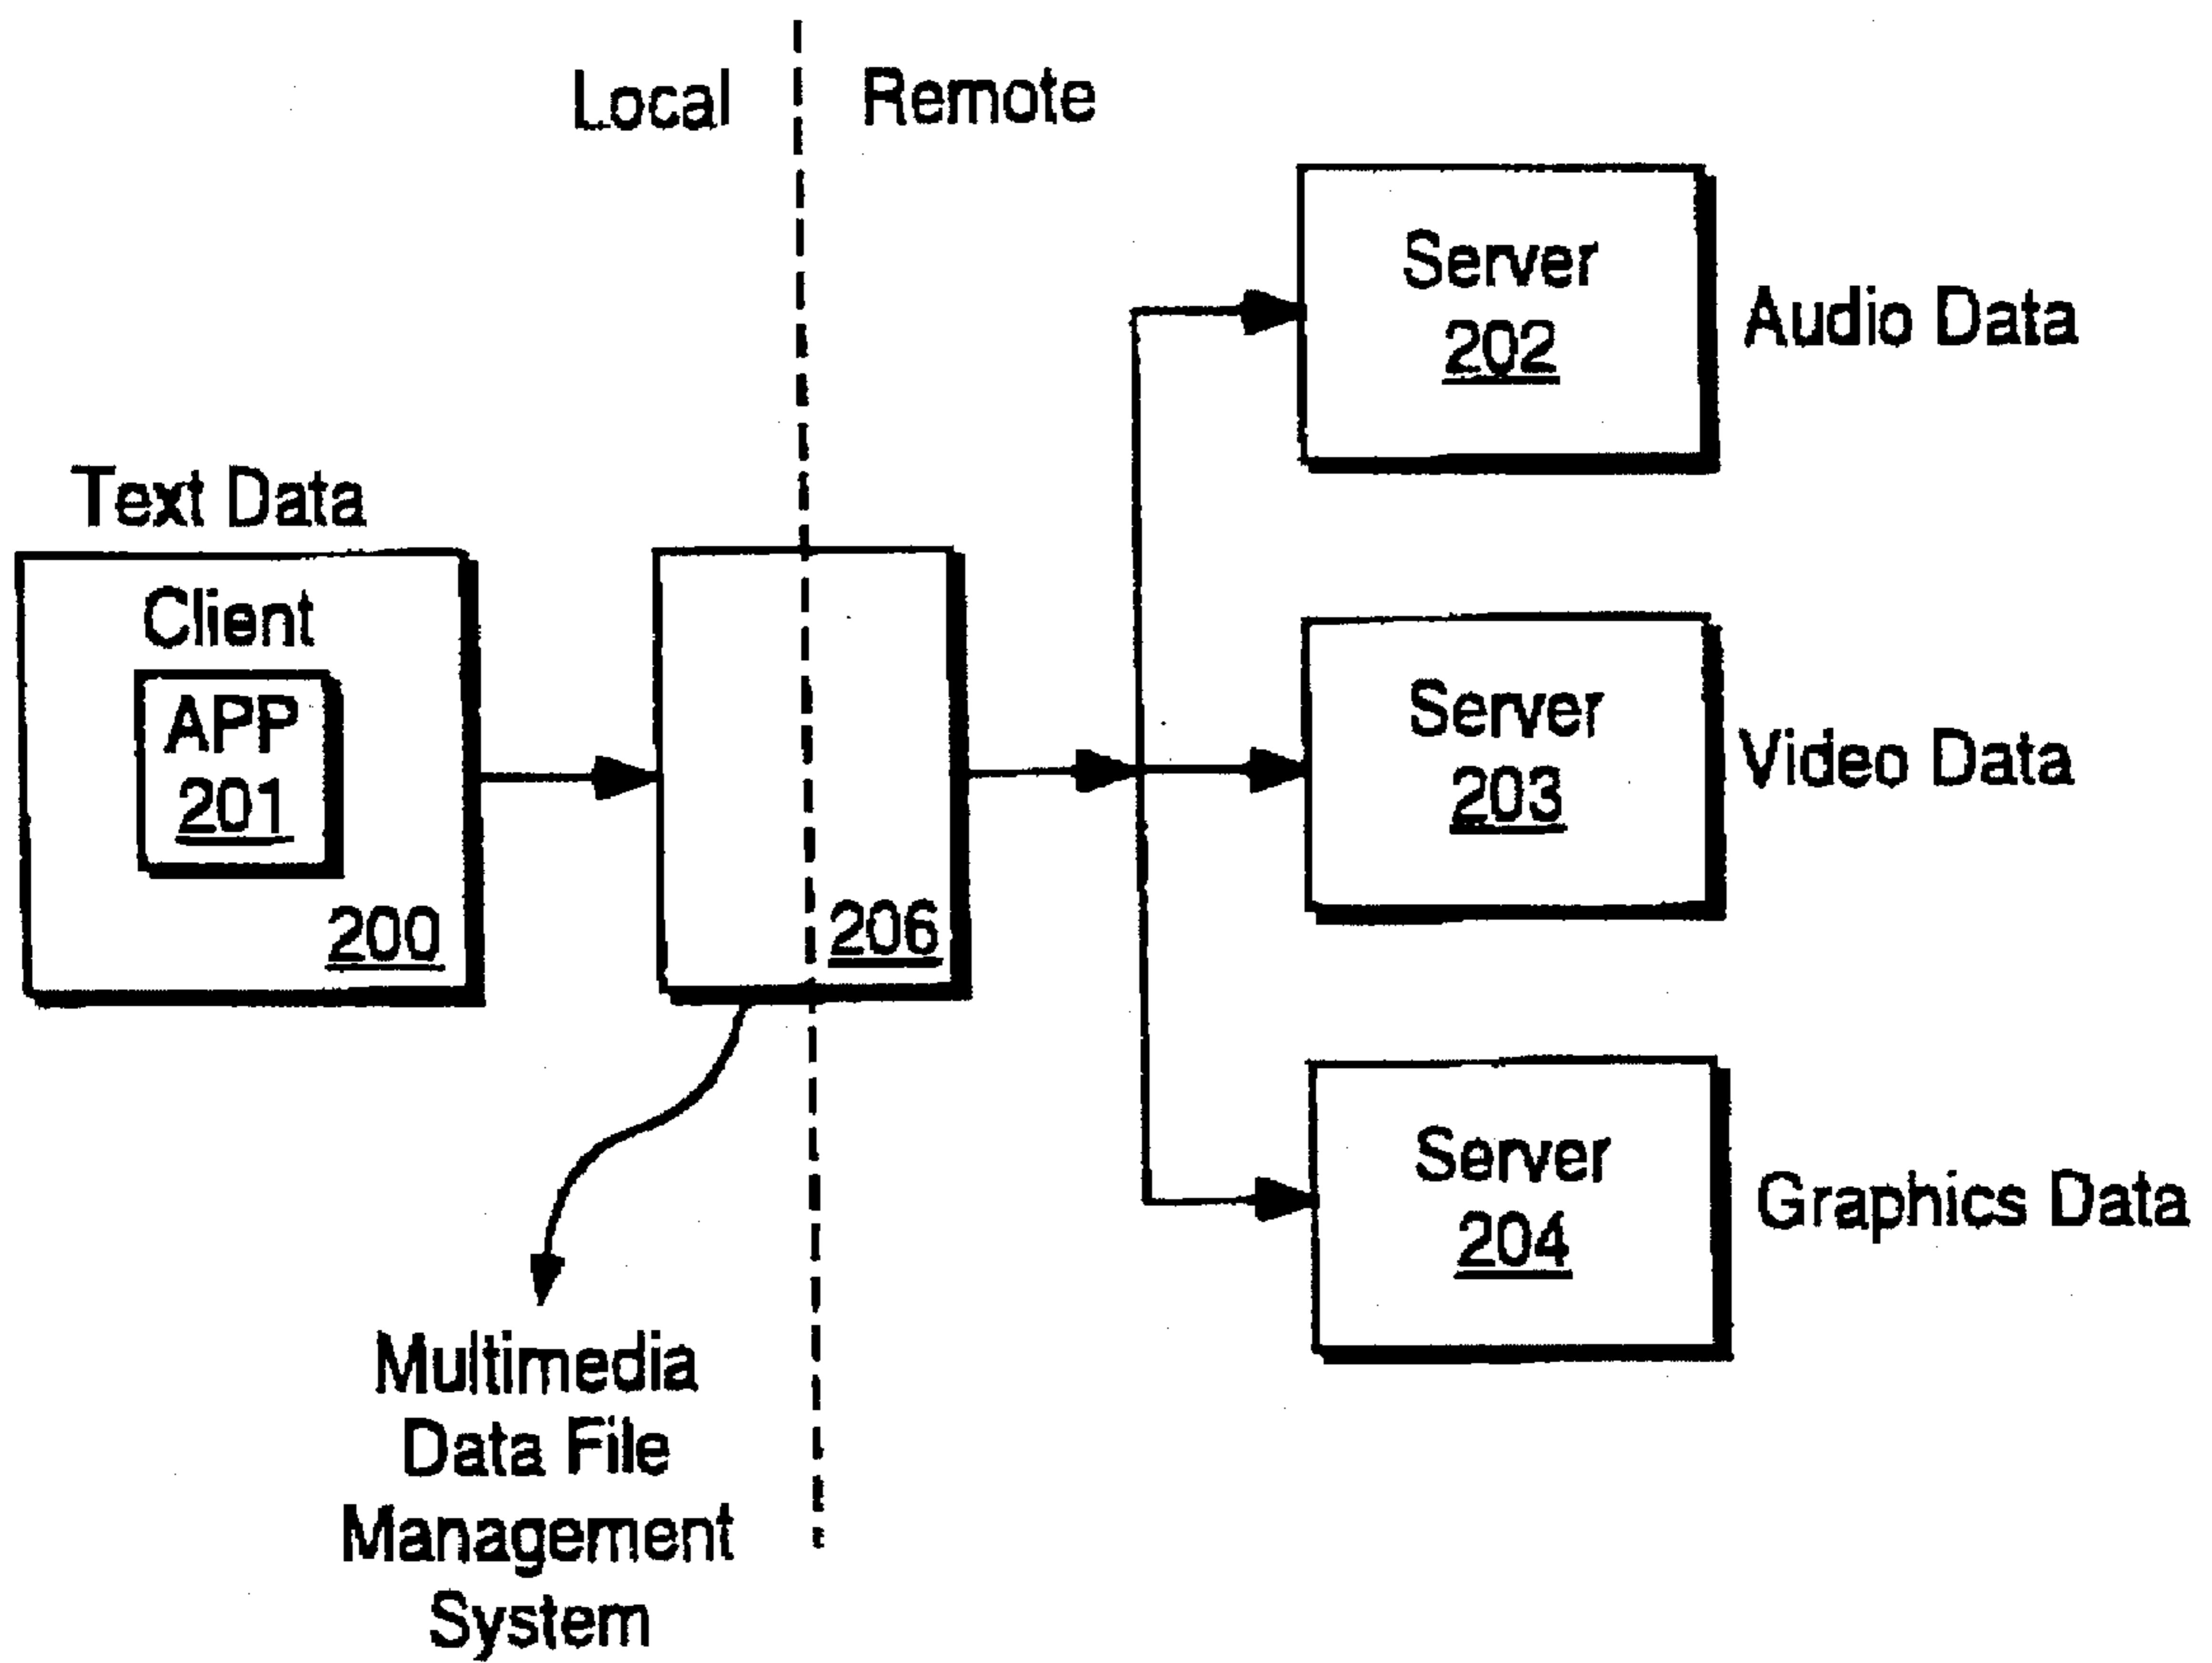 Local
Remote
Text Data
Client
APP
201
200
206
Multimedia
Data File
Management
System
Server
202
Audio Data
Server
203
Video Data
Server
204
Graphics Data